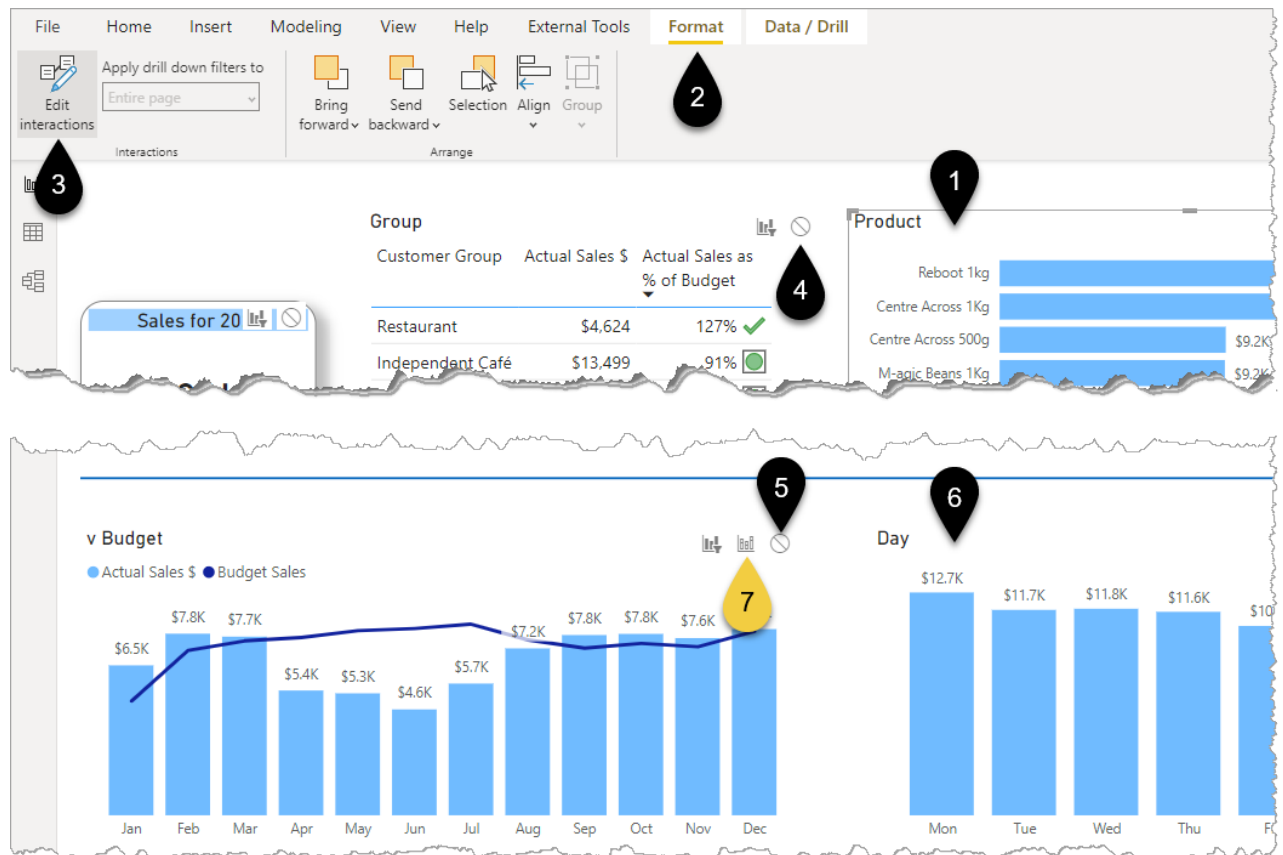 File Home Insert Modeling View Help External Tools Format Data / Drill
Apply drill down filters to
Entire page
Edit
interactions
Bring
forward
Send
backward
Selection
Align
Group
Interactions
Arrange
2
3
1
Group
Customer Group Actual Sales $ Actual Sales as
% of Budget
Restaurant $4,624 127%
Independent Café $13,499 91%
4
Sales for 20
Product
Reboot 1kg
Centre Across 1Kg
Centre Across 500g $9.2K
M-agic Beans 1Kg $9.2K
5
6
v Budget
Actual Sales $ Budget Sales
7
$6.5K $7.8K $7.7K $5.4K $5.3K $4.6K $5.7K $7.2K $7.8K $7.8K $7.6K
Jan Feb Mar Apr May Jun Jul Aug Sep Oct Nov Dec
Day
$12.7K $11.7K $11.8K $11.6K $10
Mon Tue Wed Thu